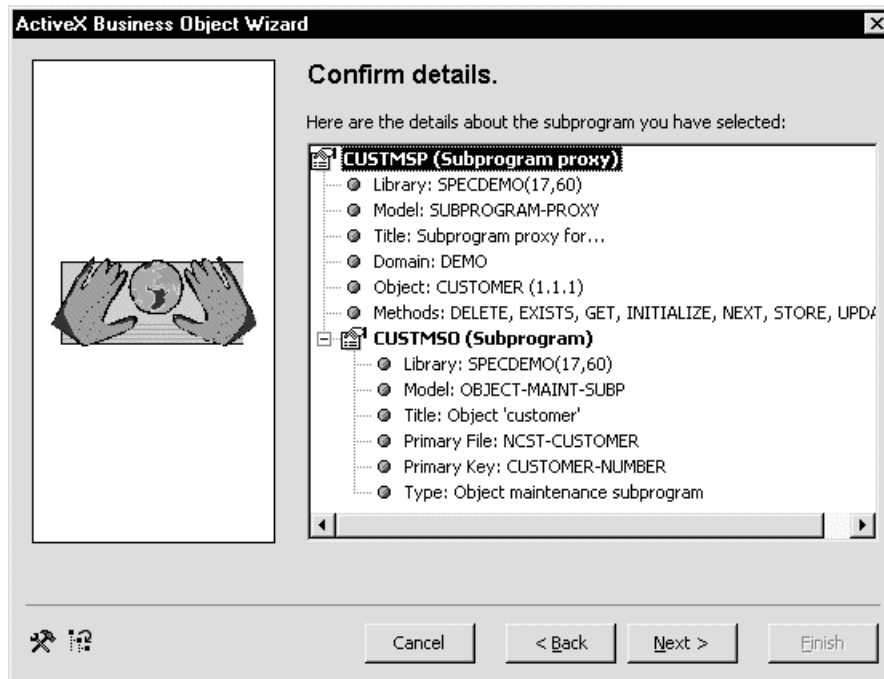 ActiveX Business Object Wizard
Confirm details.
Here are the details about the subprogram you have selected:
CUSTMSP (Subprogram proxy)
Library: SPECDEMO(17,60)
Model: SUBPROGRAM-PROXY
Title: Subprogram proxy for...
Domain: DEMO
Object: CUSTOMER (1.1.1)
Methods: DELETE, EXISTS, GET, INITIALIZE, NEXT, STORE, UPDA
CUSTMSO (Subprogram)
Library: SPECDEMO(17,60)
Model: OBJECT-MAINT-SUBP
Title: Object 'customer'
Primary File: NCST-CUSTOMER
Primary Key: CUSTOMER-NUMBER
Type: Object maintenance subprogram
Cancel < Back Next > Finish